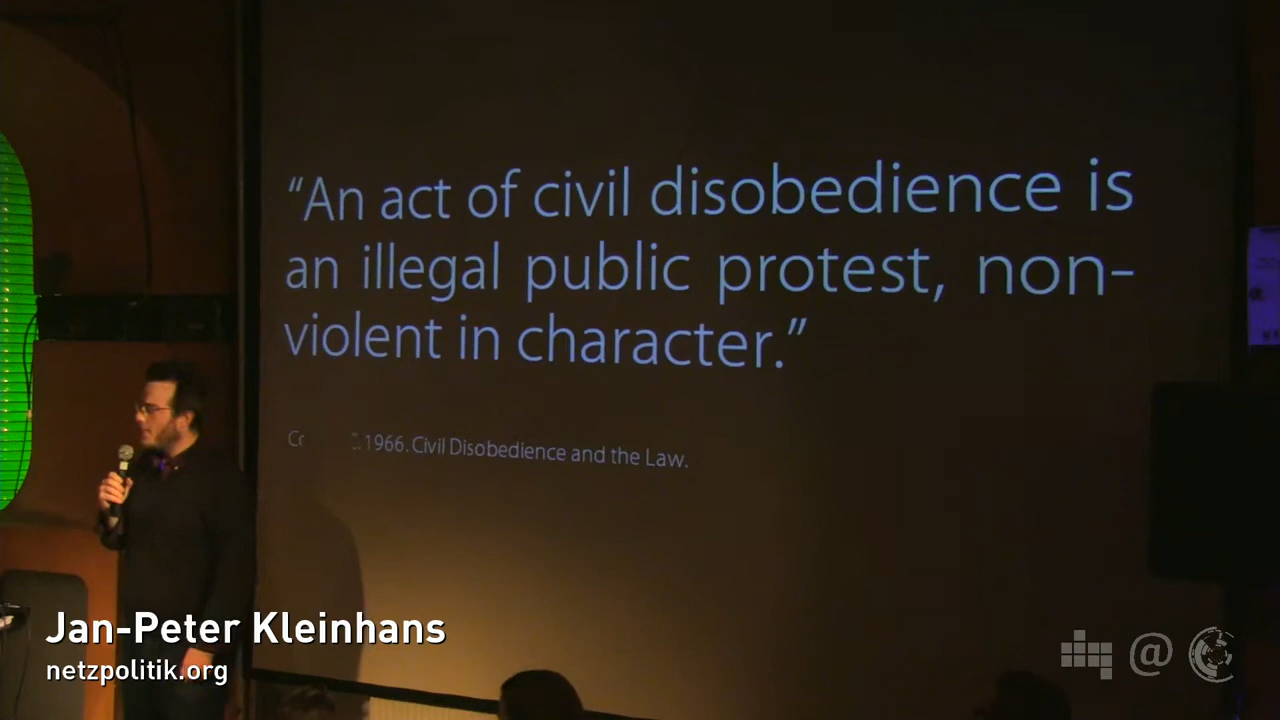 “An act of civil disobedience is
an illegal public protest, non-
violent in character.”
1966. Civil Disobedience and the Law.
Jan-Peter Kleinhans
netzpolitik.org
@